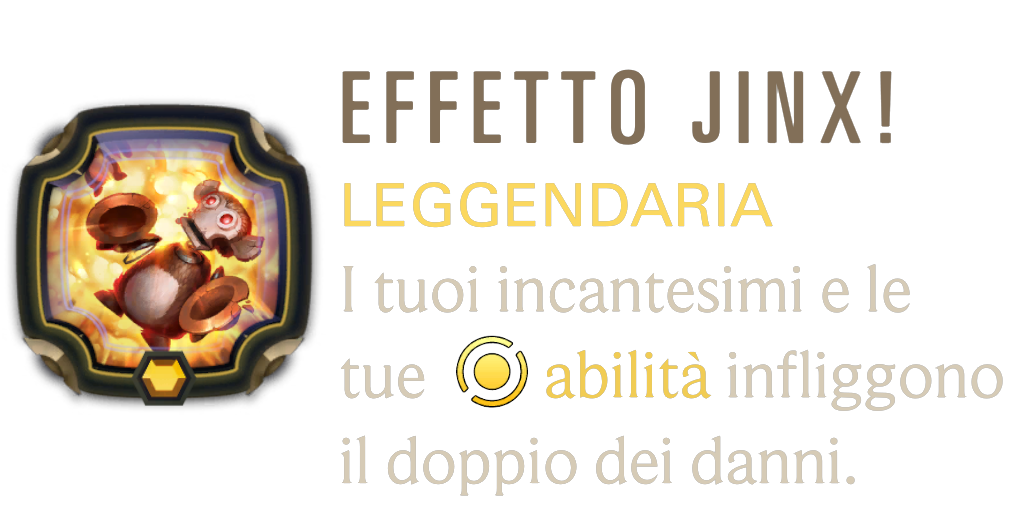 EFFETTO JINX!
LEGGENDARIA
I tuoi incantesimi e le
tue abilità infliggono
il doppio dei danni.